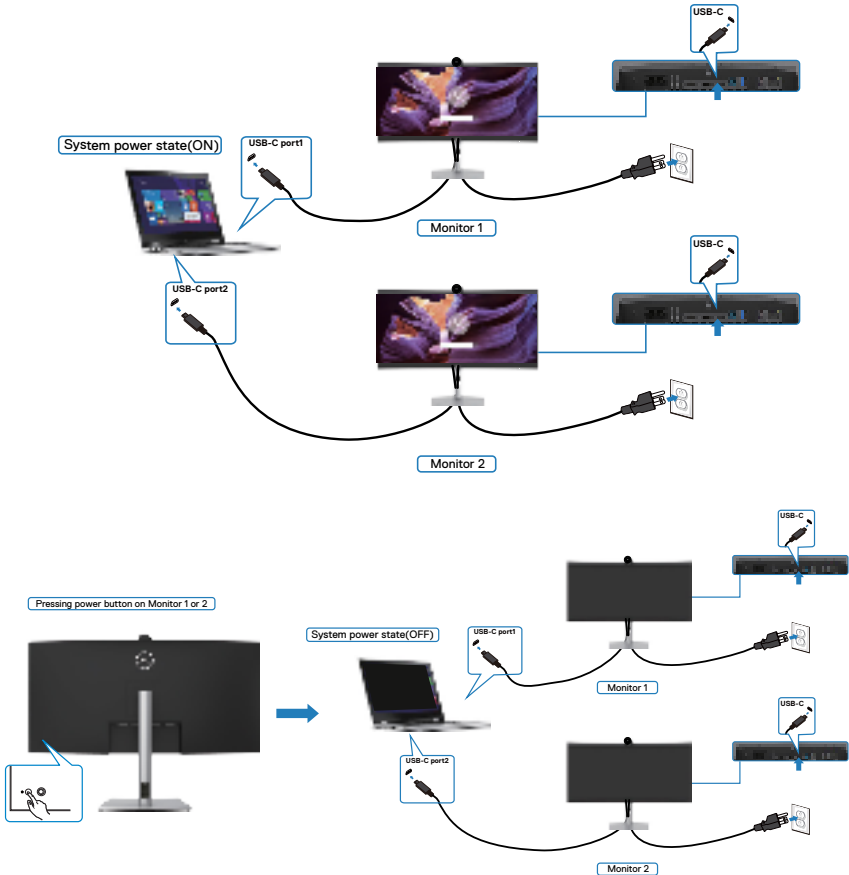 USB-C
System power state(ON)
USB-C port1
Monitor 1
USB-C
USB-C port2
Monitor 2
USB-C
Pressing power button on Monitor 1 or 2
System power state(OFF)
USB-C port1
Monitor 1
USB-C
USB-C port2
Monitor 2